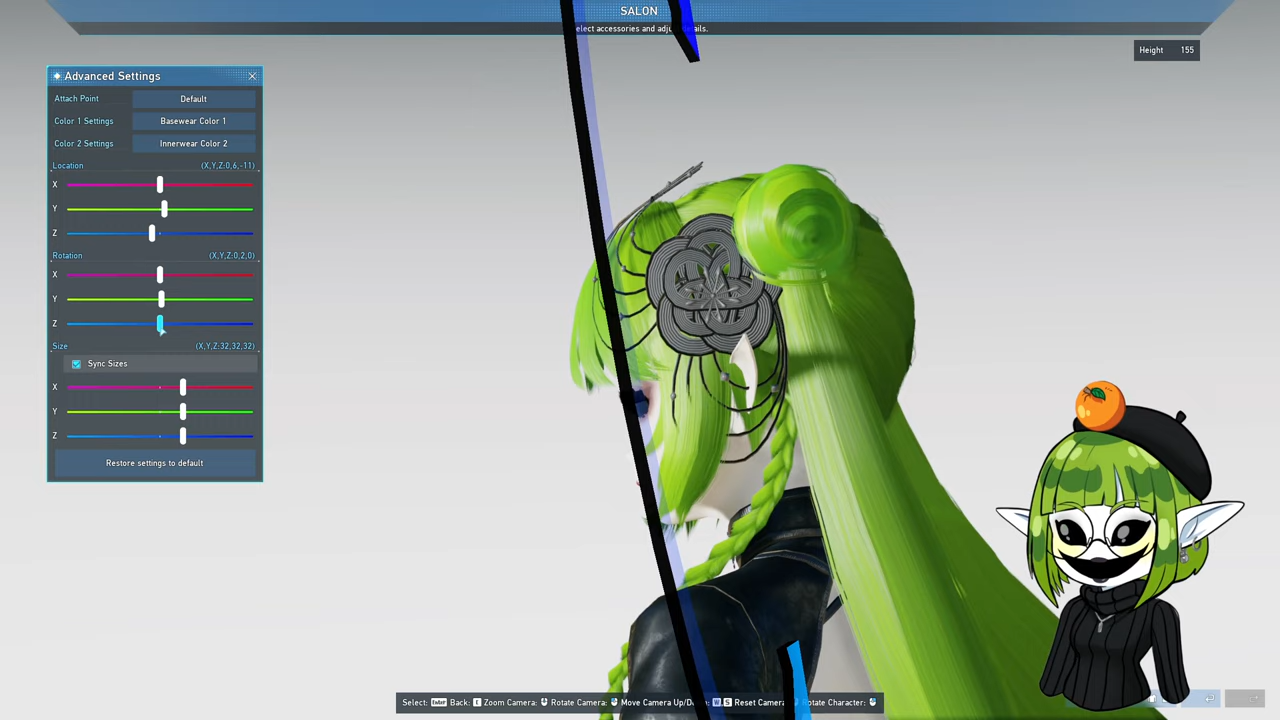 SALON
elect accessories and adju
ails.
Height 155
Advanced Settings
Attach Point Default
Color 1 Settings Basewear Color 1
Color 2 Settings Innerwear Color 2
Location (X,Y,Z:0,6,-11)
X
Y
Z
Rotation (X,Y,Z:0,2,0)
X
Y
Z
Size (X,Y,Z:32,32,32)
Sync Sizes
X
Y
Z
Restore settings to default
Select: Enter Back: Zoom Camera: Rotate Camera: Move Camera Up/Do W,S Reset Camera otate Character: